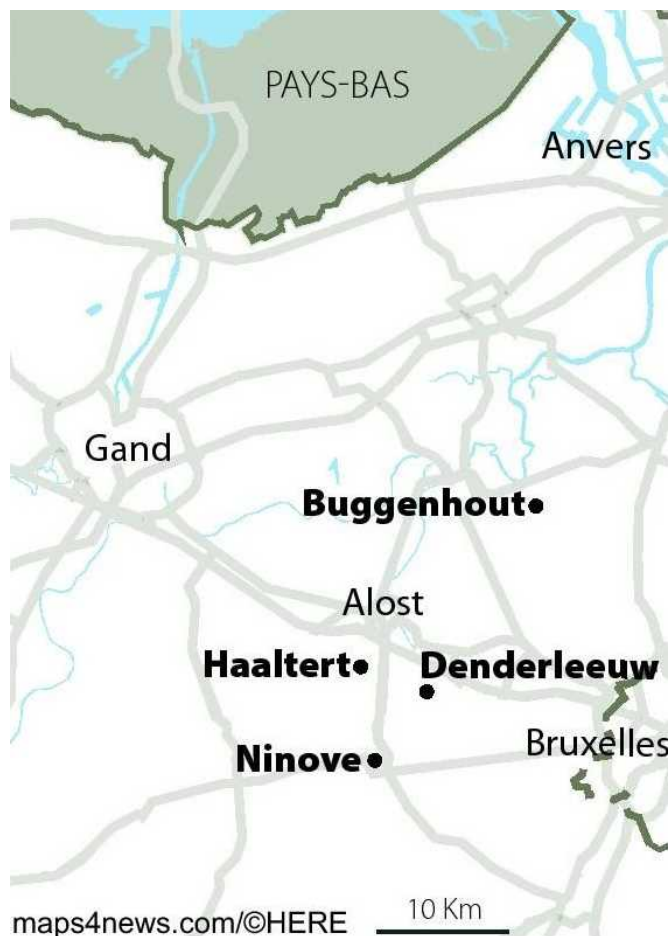 PAYS-BAS
Anvers
Gand
Buggenhout
Alost
Haaltert
Denderleeuw
Bruxelles
Ninove
10 Km
maps4news.com/©HERE